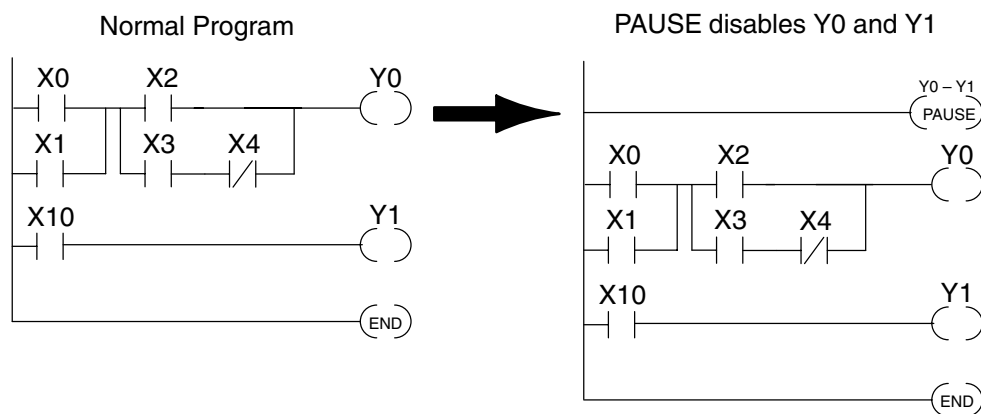 Normal Program
X0 X2 Y0
X1 X3 X4
X10 Y1
END
PAUSE disables Y0 and Y1
Y0 – Y1
PAUSE
X0 X2 Y0
X1 X3 X4
X10 Y1
END